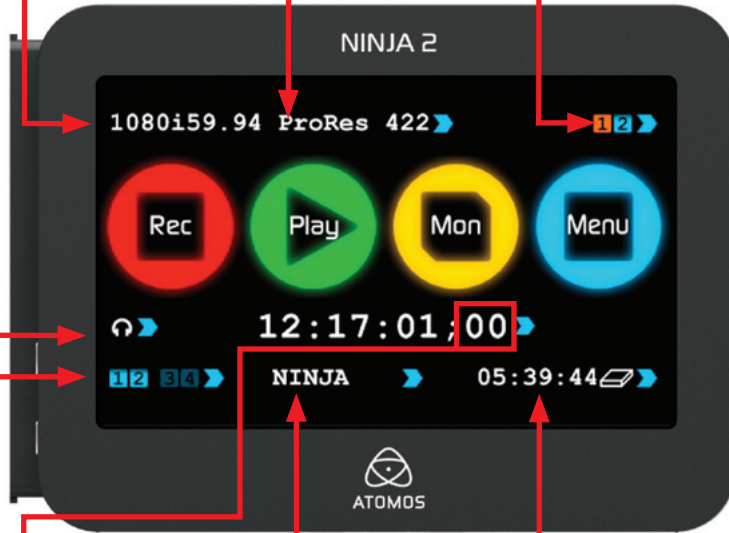 NINJA 2
1080i59.94 ProRes 422 1 2
Rec Play Mon Menu
12:17:01;00
1 2 3 4 NINJA 05:39:44
ATOMOS